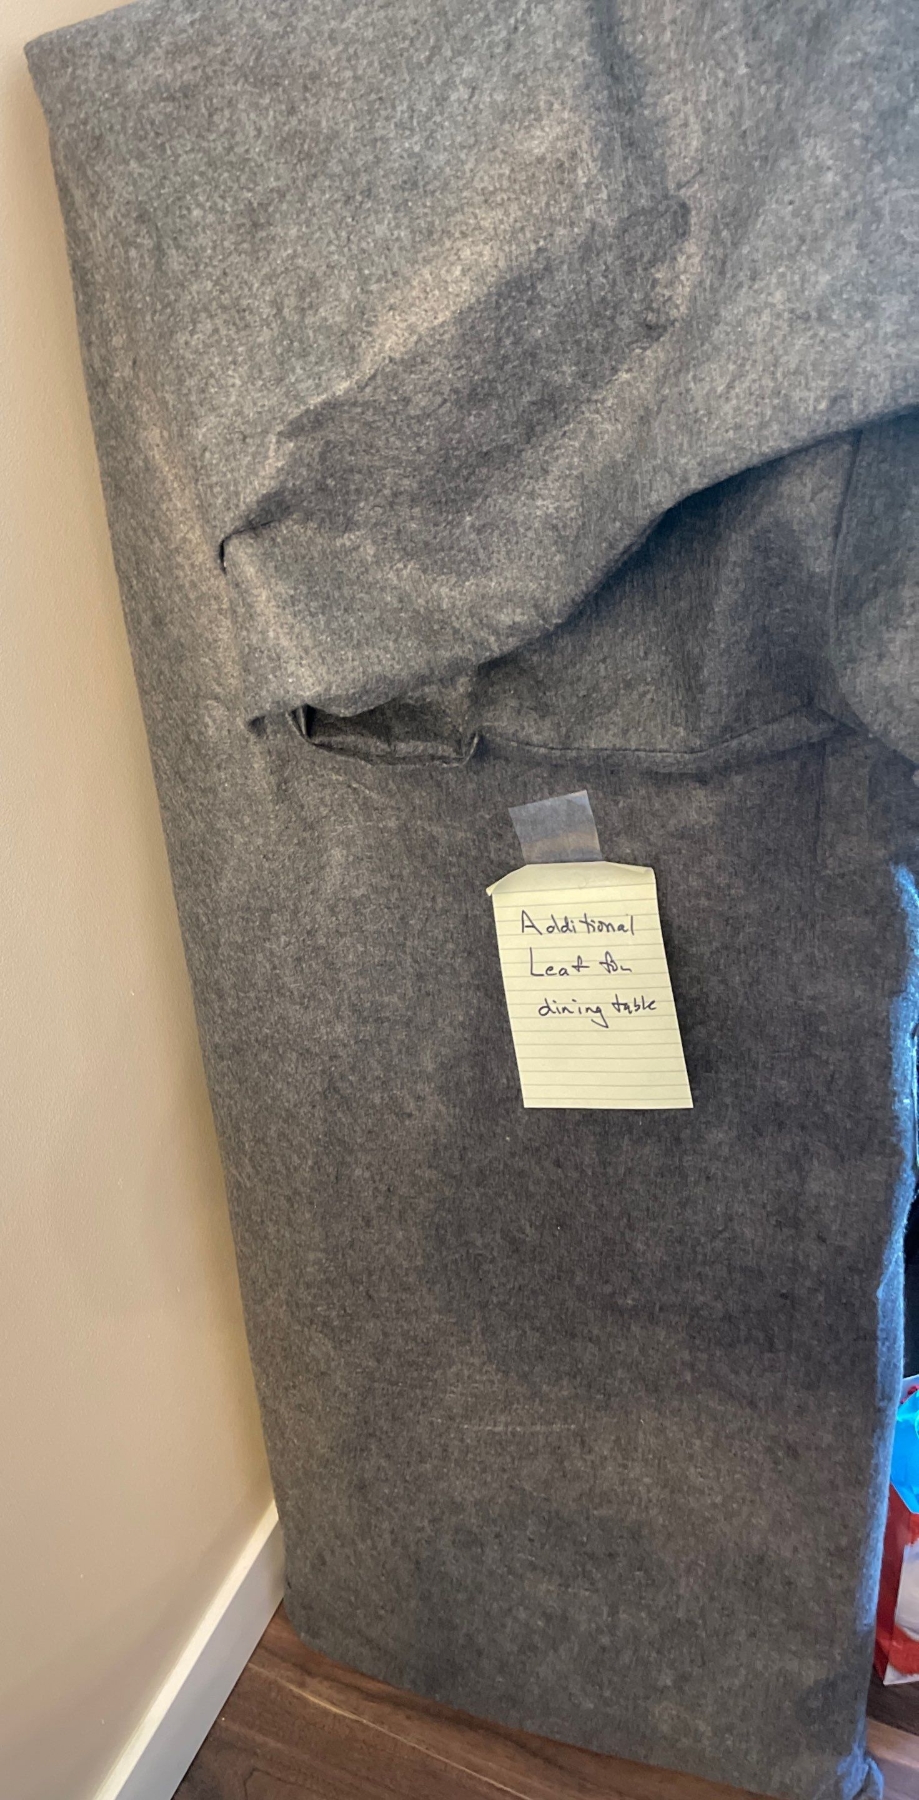 Additional
Leaf for
dining table